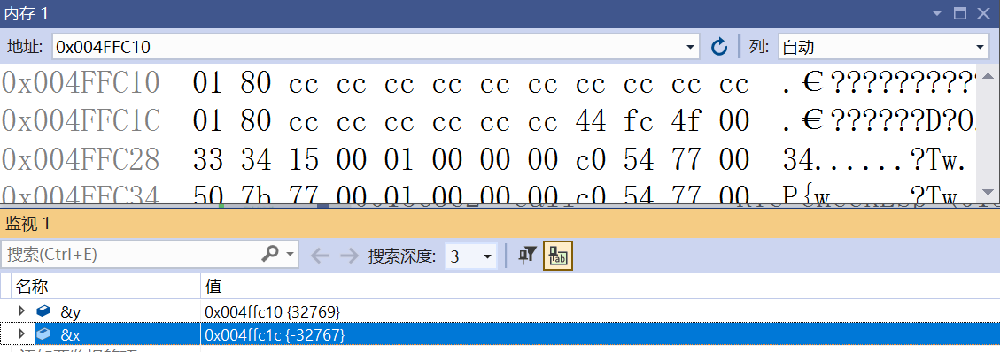 内存 1
地址: 0x004FFC10 列: 自动
0x004FFC10 01 80 cc cc cc cc cc cc cc cc cc cc .€??????????
0x004FFC1C 01 80 cc cc cc cc cc cc 44 fc 4f 00 .€??????D?O
0x004FFC28 33 34 15 00 01 00 00 00 c0 54 77 00 34......?Tw.
0x004FFC34 50 7b 77 00 01 00 00 00 c0 54 77 00 P{w.....?Tw
监视 1
搜索(Ctrl+E) 搜索深度: 3
名称 值
&y 0x004ffc10 {32769}
&x 0x004ffc1c {-32767}